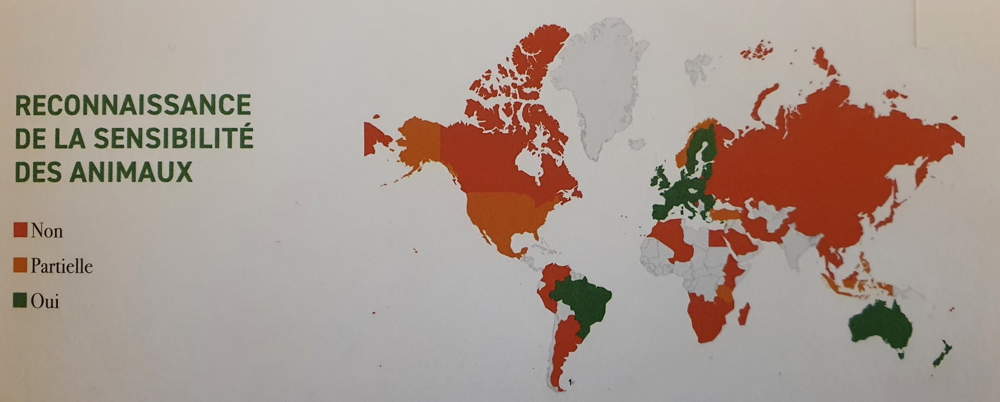 RECONNAISSANCE
DE LA SENSIBILITÉ
DES ANIMAUX
Non
Partielle
Oui
1